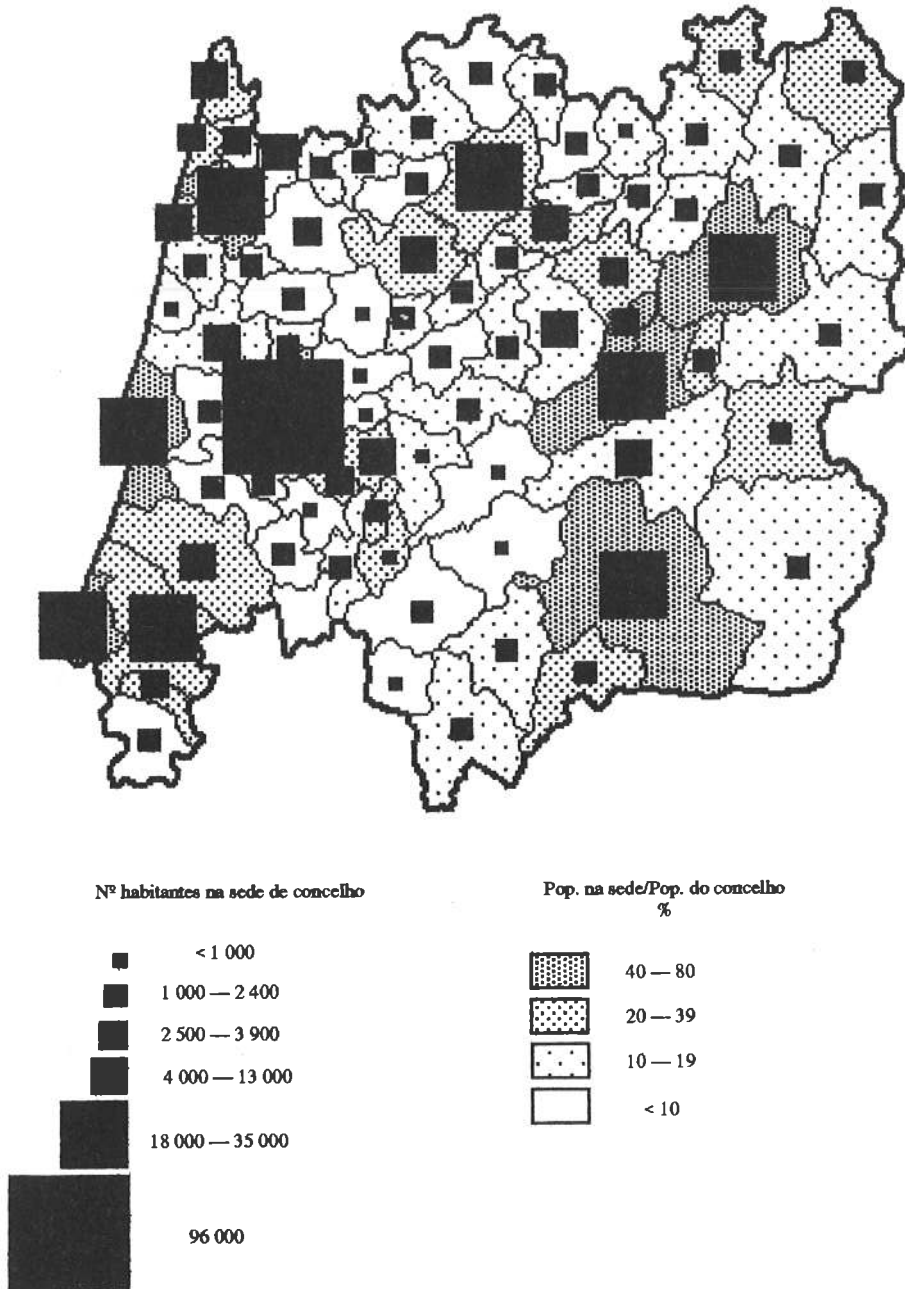 Nº habitantes na sede de concelho
< 1 000
1 000 — 2 400
2 500 — 3 900
4 000 — 13 000
18 000 — 35 000
96 000
Pop. na sede/Pop. do concelho
%
40 — 80
20 — 39
10 — 19
< 10